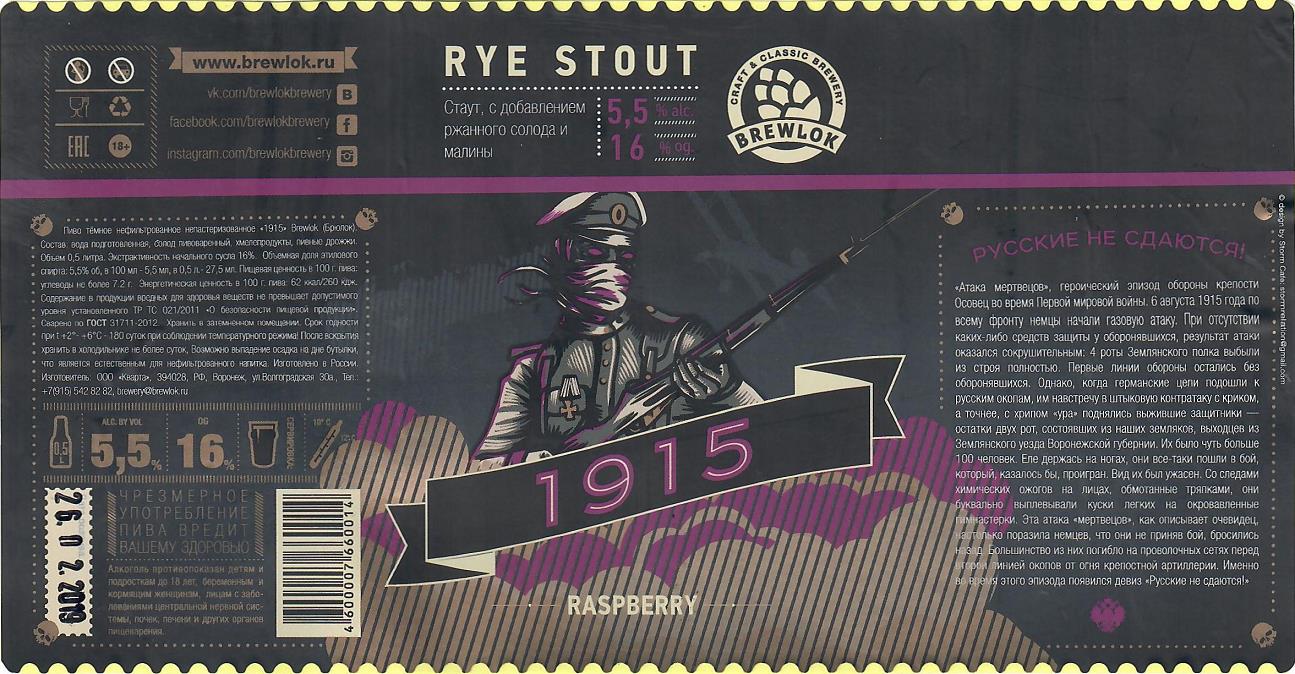 www.brewlok.ru
vk.com/brewlokbrewery
facebook.com/brewlokbrewery
instagram.com/brewlokbrewery
EAC
18+
RYE STOUT
Стаут, с добавлением
ржанного солода и
малины
5,5 % alc.
16 % og.
CRAFT & CLASSIC BREWERY
BREWLOK
Пиво тёмное нефильтрованное непастеризованное «1915» Brewlok (Брюлок).
Состав: вода подготовленная, солод пивоваренный, хмелепродукты, пивные дрожжи.
Объем 0,5 литра. Экстрактивность начального сусла 16%. Объемная доля этилового
спирта: 5,5% об, в 100 мл - 5,5 мл, в 0,5 л.- 27,5 мл. Пищевая ценность в 100 г. пива:
углеводы не более 7.2 г. Энергетическая ценность в 100 г. пива: 62 ккал/260 кДж.
Содержание в продукции вредных для здоровья веществ не превышает допустимого
уровня установленного ТР ТС 021/2011 «О безопасности пищевой продукции».
Сварено по ГОСТ 31711-2012. Хранить в затемненном помещении. Срок годности
при t +2°- +6°С - 180 суток при соблюдении температурного режима! После вскрытия
хранить в холодильнике не более суток, Возможно выпадение осадка на дне бутылки,
что является естественным для нефильтрованного напитка. Изготовлено в России.
Изготовитель: ООО «Кварта», 394028, РФ, Воронеж, ул.Волгоградская 30а., Тел.:
+7(915) 542 82 82, brewery@brewlok.ru
0,5 L
ALC. BY VOL
5,5%
OG
16%
СЕРВИРОВКА:
10° C
12° C
26.02.2019
ЧРЕЗМЕРНОЕ
УПОТРЕБЛЕНИЕ
ПИВА ВРЕДИТ
ВАШЕМУ ЗДОРОВЬЮ
Алкоголь противопоказан детям и
подросткам до 18 лет, беременным и
кормящим женщинам, лицам с забо-
леваниями центральной нервной сис-
темы, почек, печени и других органов
пищеварения.
4 600007 660014
1915
RASPBERRY
РУССКИЕ НЕ СДАЮТСЯ!
«Атака мертвецов», героический эпизод обороны крепости
Осовец во время Первой мировой войны. 6 августа 1915 года по
всему фронту немцы начали газовую атаку. При отсутствии
каких-либо средств защиты у оборонявшихся, результат атаки
оказался сокрушительным: 4 роты Землянского полка выбыли
из строя полностью. Первые линии обороны остались без
оборонявшихся. Однако, когда германские цепи подошли к
русским окопам, им навстречу в штыковую контратаку с криком,
а точнее, с хрипом «ура» поднялись выжившие защитники —
остатки двух рот, состоявших из наших земляков, выходцев из
Землянского уезда Воронежской губернии. Их было чуть больше
100 человек. Еле держась на ногах, они все-таки пошли в бой,
который, казалось бы, проигран. Вид их был ужасен. Со следами
химических ожогов на лицах, обмотанные тряпками, они
буквально выплевывали куски легких на окровавленные
гимнастерки. Эта атака «мертвецов», как описывает очевидец,
настолько поразила немцев, что они не приняв бой, бросились
назад. Большинство из них погибло на проволочных сетях перед
второй линией окопов от огня крепостной артиллерии. Именно
во время этого эпизода появился девиз «Русские не сдаются!»
© design by Storm Cafe: stormrelation@gmail.com